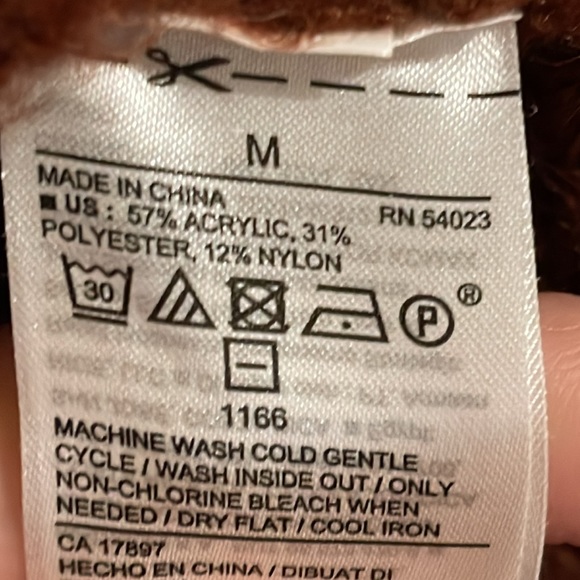 M
MADE IN CHINA
RN 54023
■ US : 57% ACRYLIC, 31%
POLYESTER, 12% NYLON
30
P
®
1166
MACHINE WASH COLD GENTLE
CYCLE / WASH INSIDE OUT / ONLY
NON-CHLORINE BLEACH WHEN
NEEDED / DRY FLAT / COOL IRON
CA 17897
HECHO EN CHINA / DIBUAT DI